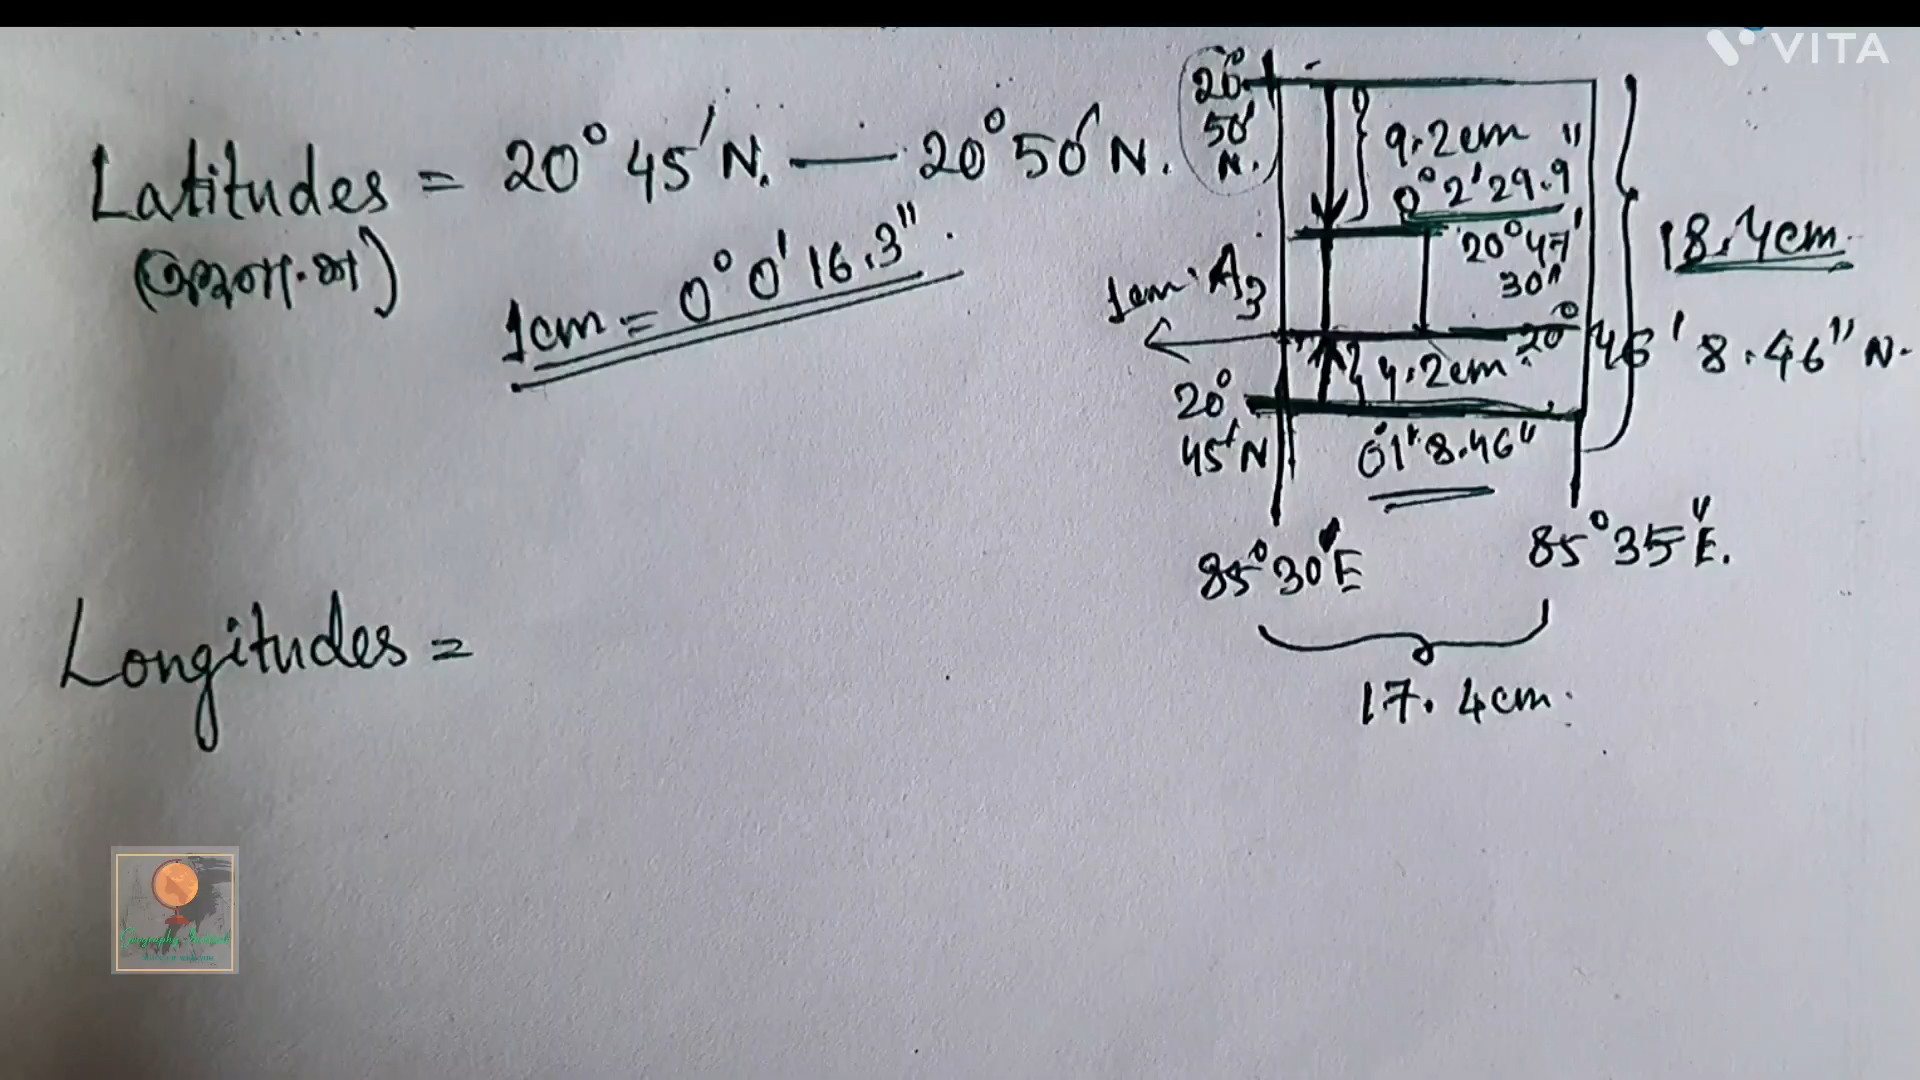 VITA
Latitudes = 20° 45' N. — 20° 50' N.
1cm = 0° 0' 16.3"
20°
50'
N.
9.2cm
0° 2' 29.9"
20° 47'
30"
18.4cm
1cm. A3
20° 46' 8.46" N.
4.2cm
20°
45' N
0 1' 8.46"
85° 30' E
85° 35' E.
17.4cm
Longitudes =